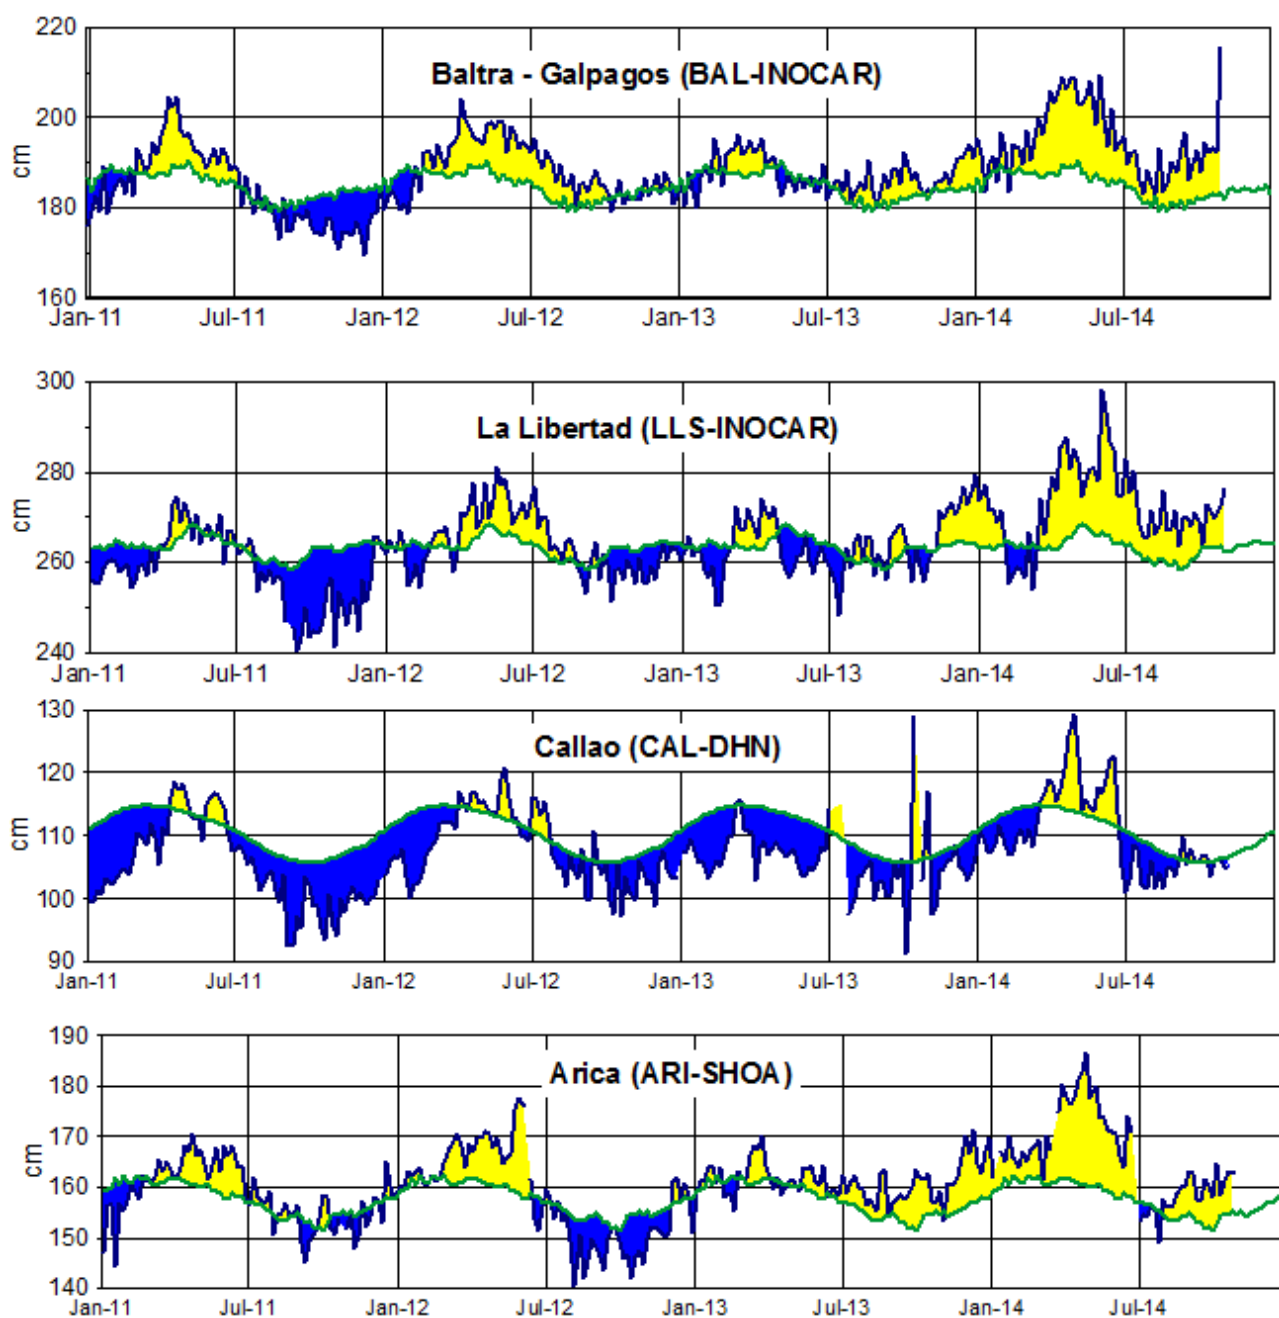 220
Baltra - Galpagos (BAL-INOCAR)
200
cm
180
160
Jan-11 Jul-11 Jan-12 Jul-12 Jan-13 Jul-13 Jan-14 Jul-14
300
La Libertad (LLS-INOCAR)
280
cm
260
240
Jan-11 Jul-11 Jan-12 Jul-12 Jan-13 Jul-13 Jan-14 Jul-14
130
Callao (CAL-DHN)
120
110
cm
100
90
Jan-11 Jul-11 Jan-12 Jul-12 Jan-13 Jul-13 Jan-14 Jul-14
190
Arica (ARI-SHOA)
180
170
cm
160
150
140
Jan-11 Jul-11 Jan-12 Jul-12 Jan-13 Jul-13 Jan-14 Jul-14